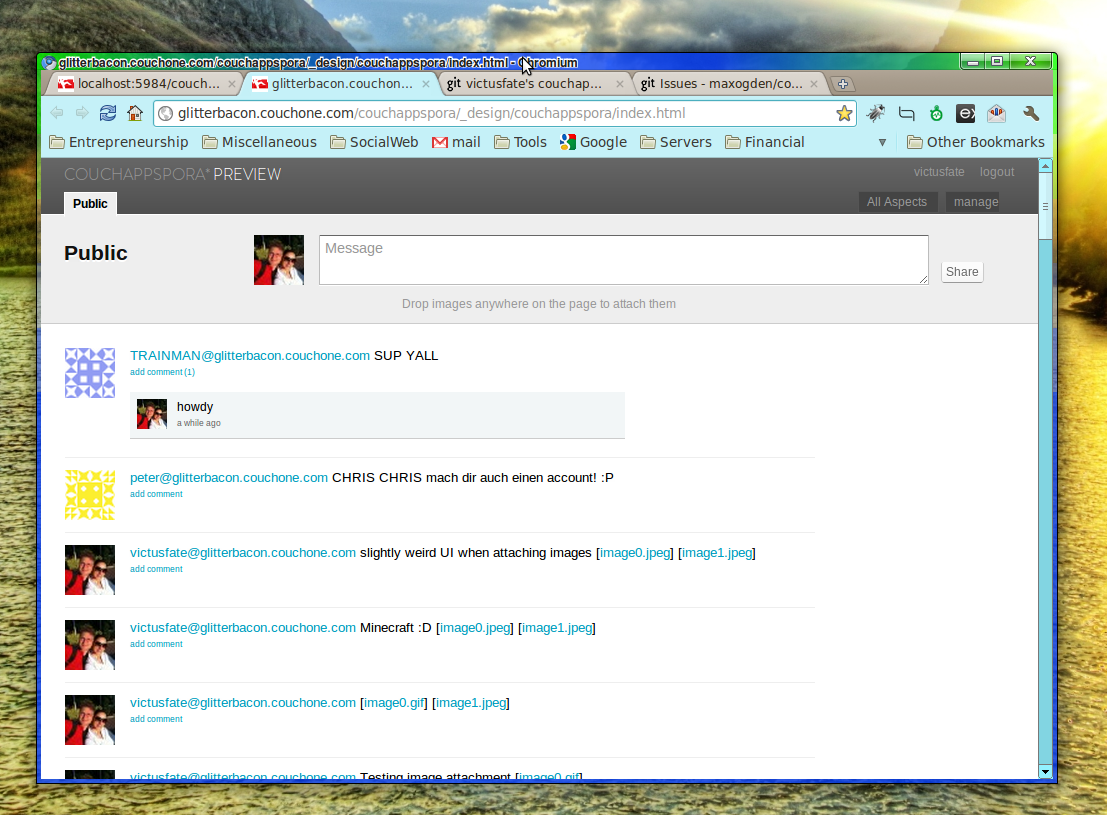 glitterbacon.couchone.com/couchappspora/_design/couchappspora/index.html - Chromium
localhost:5984/couch... glitterbacon.couchon... git victusfate's couchap... git Issues - maxogden/co...
glitterbacon.couchone.com/couchappspora/_design/couchappspora/index.html
Entrepreneurship Miscellaneous SocialWeb mail Tools Google Servers Financial Other Bookmarks
COUCHAPPSPORA* PREVIEW victusfate logout
Public All Aspects manage
Public
Message
Share
Drop images anywhere on the page to attach them
TRAINMAN@glitterbacon.couchone.com SUP YALL
add comment (1)
howdy
a while ago
peter@glitterbacon.couchone.com CHRIS CHRIS mach dir auch einen account! :P
add comment
victusfate@glitterbacon.couchone.com slightly weird UI when attaching images [image0.jpeg] [image1.jpeg]
add comment
victusfate@glitterbacon.couchone.com Minecraft :D [image0.jpeg] [image1.jpeg]
add comment
victusfate@glitterbacon.couchone.com [image0.gif] [image1.jpeg]
add comment
victusfate@glitterbacon.couchone.com Testing image attachment [image0.gif]